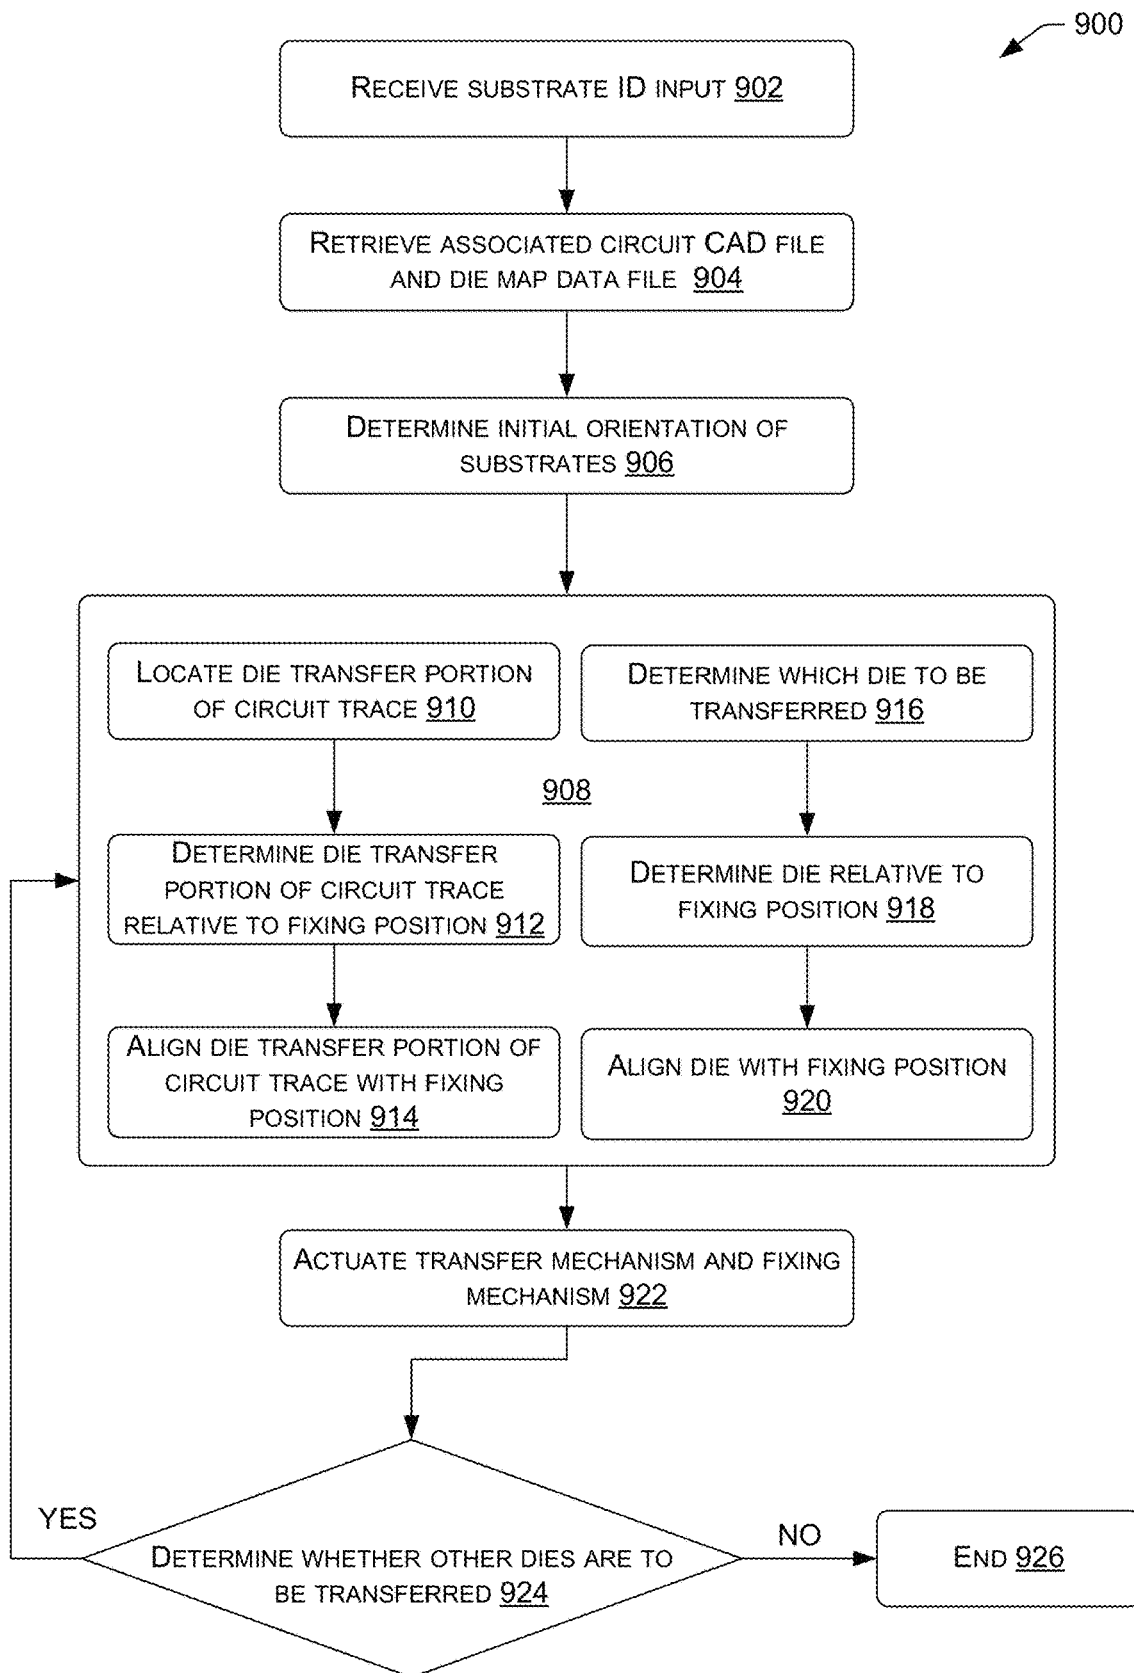 900
RECEIVE SUBSTRATE ID INPUT 902
RETRIEVE ASSOCIATED CIRCUIT CAD FILE
AND DIE MAP DATA FILE 904
DETERMINE INITIAL ORIENTATION OF
SUBSTRATES 906
LOCATE DIE TRANSFER PORTION
OF CIRCUIT TRACE 910
DETERMINE WHICH DIE TO BE
TRANSFERRED 916
908
DETERMINE DIE TRANSFER
PORTION OF CIRCUIT TRACE
RELATIVE TO FIXING POSITION 912
DETERMINE DIE RELATIVE TO
FIXING POSITION 918
ALIGN DIE TRANSFER PORTION OF
CIRCUIT TRACE WITH FIXING
POSITION 914
ALIGN DIE WITH FIXING POSITION
920
ACTUATE TRANSFER MECHANISM AND FIXING
MECHANISM 922
YES
DETERMINE WHETHER OTHER DIES ARE TO
BE TRANSFERRED 924
NO
END 926